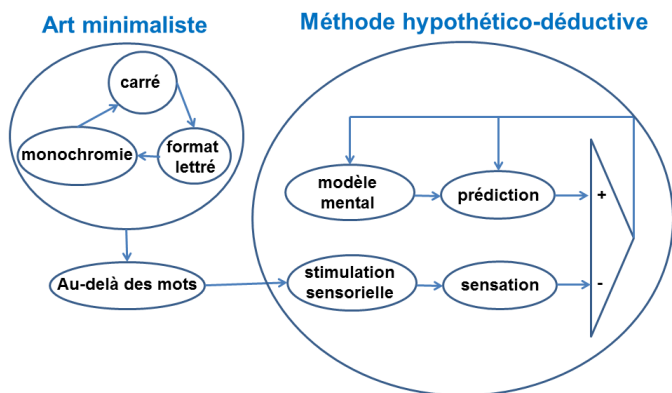 Art minimaliste
Méthode hypothético-déductive
carré
monochromie
format
lettré
modèle
mental
prédiction
+
Au-delà des mots
stimulation
sensorielle
sensation
-